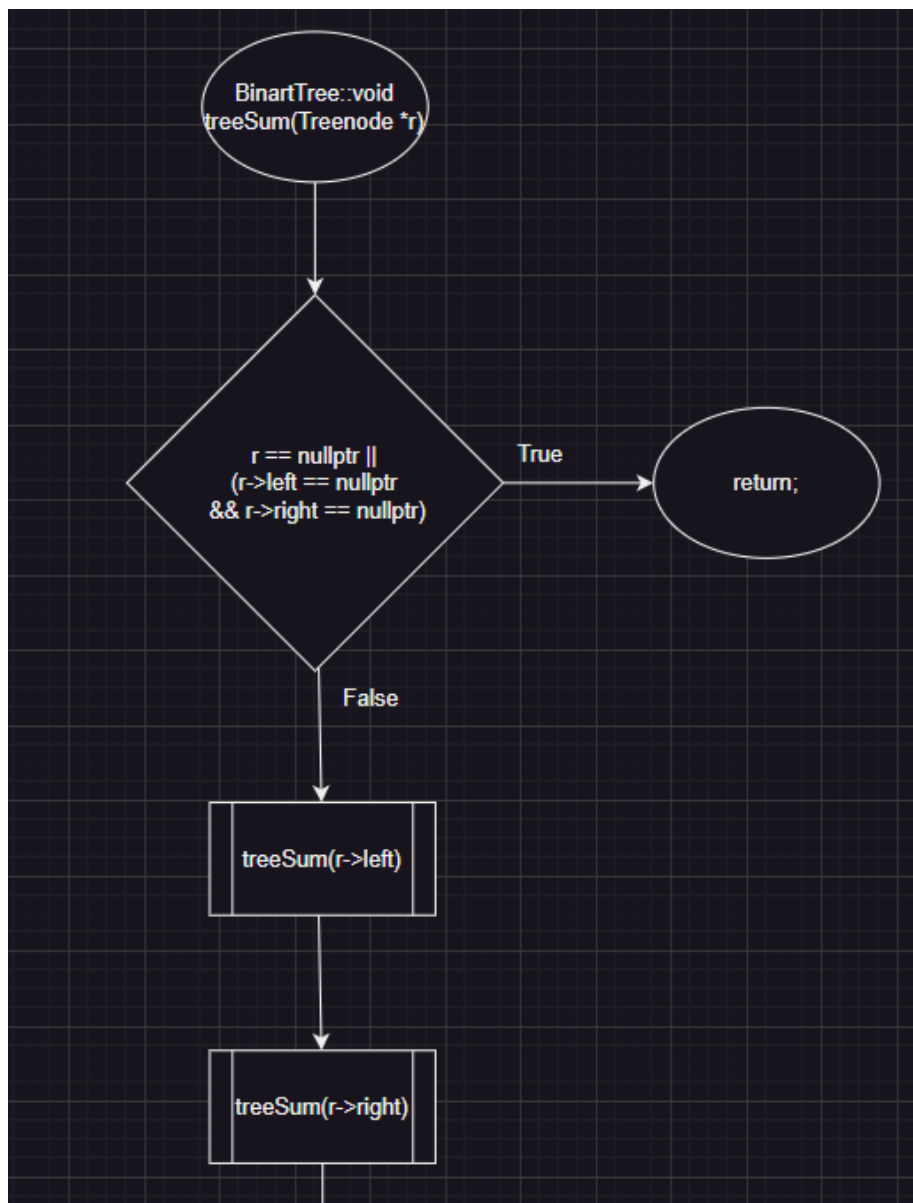 BinartTree::void
treeSum(Treenode *r)
r == nullptr ||
(r->left == nullptr
&& r->right == nullptr)
True
return;
False
treeSum(r->left)
treeSum(r->right)